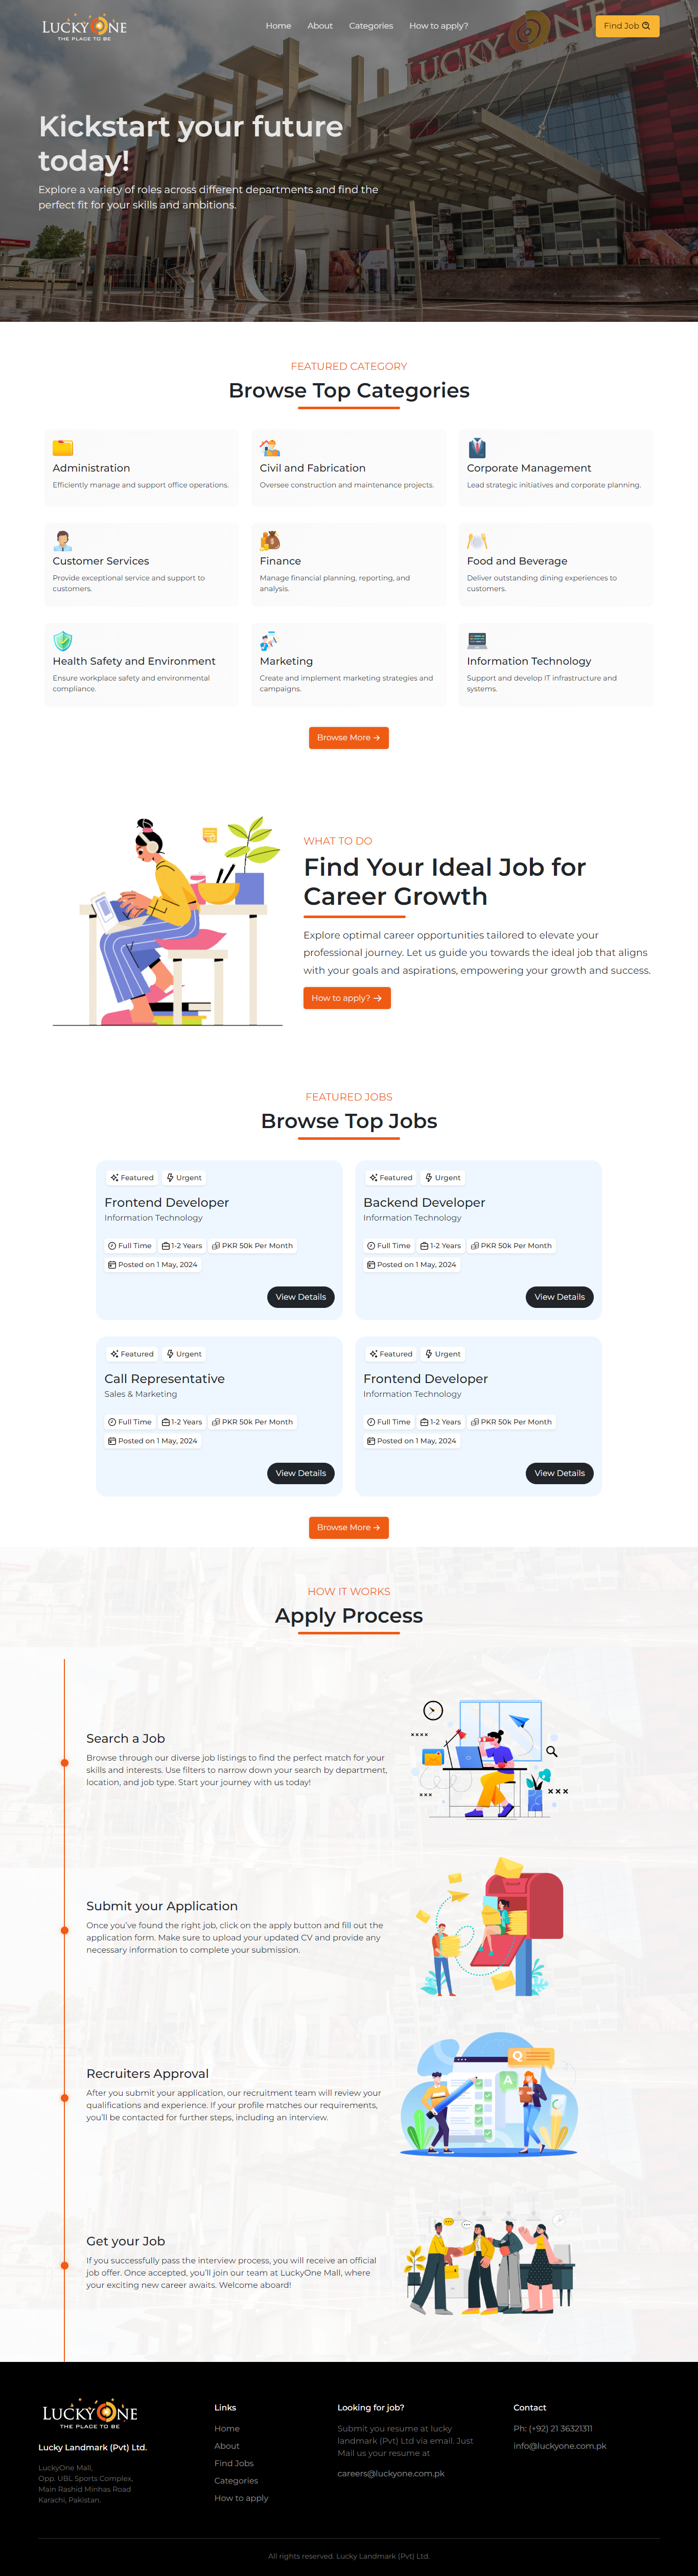 LUCKYONE
THE PLACE TO BE
Home
About
Categories
How to apply?
Find Job
LUCKYONE
Kickstart your future
today!
Explore a variety of roles across different departments and find the
perfect fit for your skills and ambitions.
FEATURED CATEGORY
Browse Top Categories
Administration
Efficiently manage and support office operations.
Civil and Fabrication
Oversee construction and maintenance projects.
Corporate Management
Lead strategic initiatives and corporate planning.
Customer Services
Provide exceptional service and support to
customers.
Finance
Manage financial planning, reporting, and
analysis.
Food and Beverage
Deliver outstanding dining experiences to
customers.
Health Safety and Environment
Ensure workplace safety and environmental
compliance.
Marketing
Create and implement marketing strategies and
campaigns.
Information Technology
Support and develop IT infrastructure and
systems.
Browse More
WHAT TO DO
Find Your Ideal Job for
Career Growth
Explore optimal career opportunities tailored to elevate your
professional journey. Let us guide you towards the ideal job that aligns
with your goals and aspirations, empowering your growth and success.
How to apply?
FEATURED JOBS
Browse Top Jobs
Featured
Urgent
Frontend Developer
Information Technology
Full Time
1-2 Years
PKR 50k Per Month
Posted on 1 May, 2024
View Details
Featured
Urgent
Backend Developer
Information Technology
Full Time
1-2 Years
PKR 50k Per Month
Posted on 1 May, 2024
View Details
Featured
Urgent
Call Representative
Sales & Marketing
Full Time
1-2 Years
PKR 50k Per Month
Posted on 1 May, 2024
View Details
Featured
Urgent
Frontend Developer
Information Technology
Full Time
1-2 Years
PKR 50k Per Month
Posted on 1 May, 2024
View Details
Browse More
HOW IT WORKS
Apply Process
Search a Job
Browse through our diverse job listings to find the perfect match for your
skills and interests. Use filters to narrow down your search by department,
location, and job type. Start your journey with us today!
Submit your Application
Once you've found the right job, click on the apply button and fill out the
application form. Make sure to upload your updated CV and provide any
necessary information to complete your submission.
Recruiters Approval
After you submit your application, our recruitment team will review your
qualifications and experience. If your profile matches our requirements,
you'll be contacted for further steps, including an interview.
Q
A
Get your Job
If you successfully pass the interview process, you will receive an official
job offer. Once accepted, you'll join our team at LuckyOne Mall, where
your exciting new career awaits. Welcome aboard!
LUCKYONE
THE PLACE TO BE
Lucky Landmark (Pvt) Ltd.
LuckyOne Mall,
Opp. UBL Sports Complex,
Main Rashid Minhas Road
Karachi, Pakistan.
Links
Home
About
Find Jobs
Categories
How to apply
Looking for job?
Submit you resume at lucky
landmark (Pvt) Ltd via email. Just
Mail us your resume at
careers@luckyone.com.pk
Contact
Ph: (+92) 21 36321311
info@luckyone.com.pk
All rights reserved. Lucky Landmark (Pvt) Ltd.